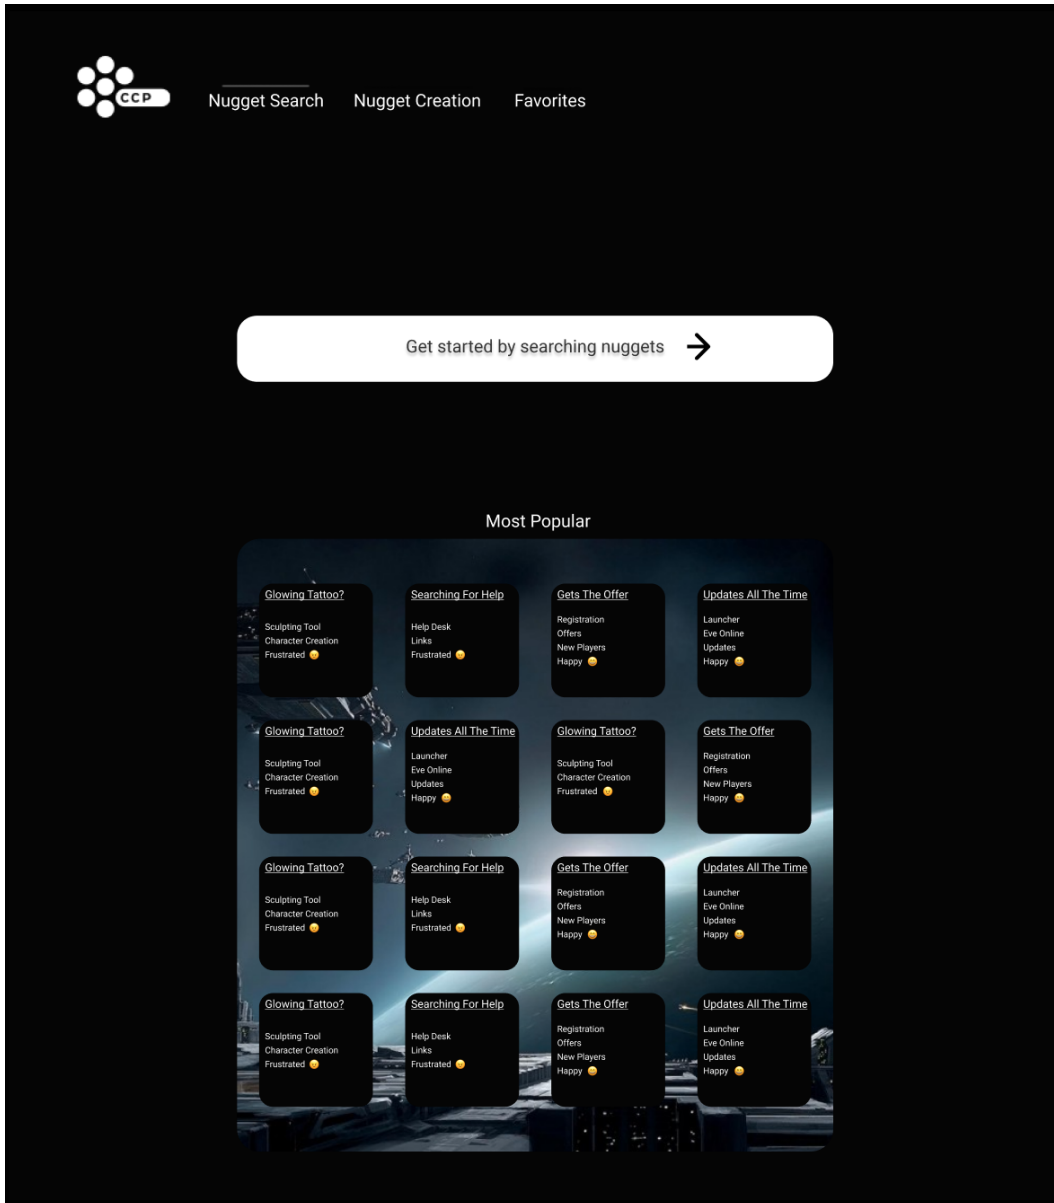 CCP
Nugget Search
Nugget Creation
Favorites
Get started by searching nuggets
Most Popular
Glowing Tattoo?
Sculpting Tool
Character Creation
Frustrated 😠
Searching For Help
Help Desk
Links
Frustrated 😠
Gets The Offer
Registration
Offers
New Players
Happy 😀
Updates All The Time
Launcher
Eve Online
Updates
Happy 😀
Glowing Tattoo?
Sculpting Tool
Character Creation
Frustrated 😠
Updates All The Time
Launcher
Eve Online
Updates
Happy 😀
Glowing Tattoo?
Sculpting Tool
Character Creation
Frustrated 😠
Gets The Offer
Registration
Offers
New Players
Happy 😀
Glowing Tattoo?
Sculpting Tool
Character Creation
Frustrated 😠
Searching For Help
Help Desk
Links
Frustrated 😠
Gets The Offer
Registration
Offers
New Players
Happy 😀
Updates All The Time
Launcher
Eve Online
Updates
Happy 😀
Glowing Tattoo?
Sculpting Tool
Character Creation
Frustrated 😠
Searching For Help
Help Desk
Links
Frustrated 😠
Gets The Offer
Registration
Offers
New Players
Happy 😀
Updates All The Time
Launcher
Eve Online
Updates
Happy 😀